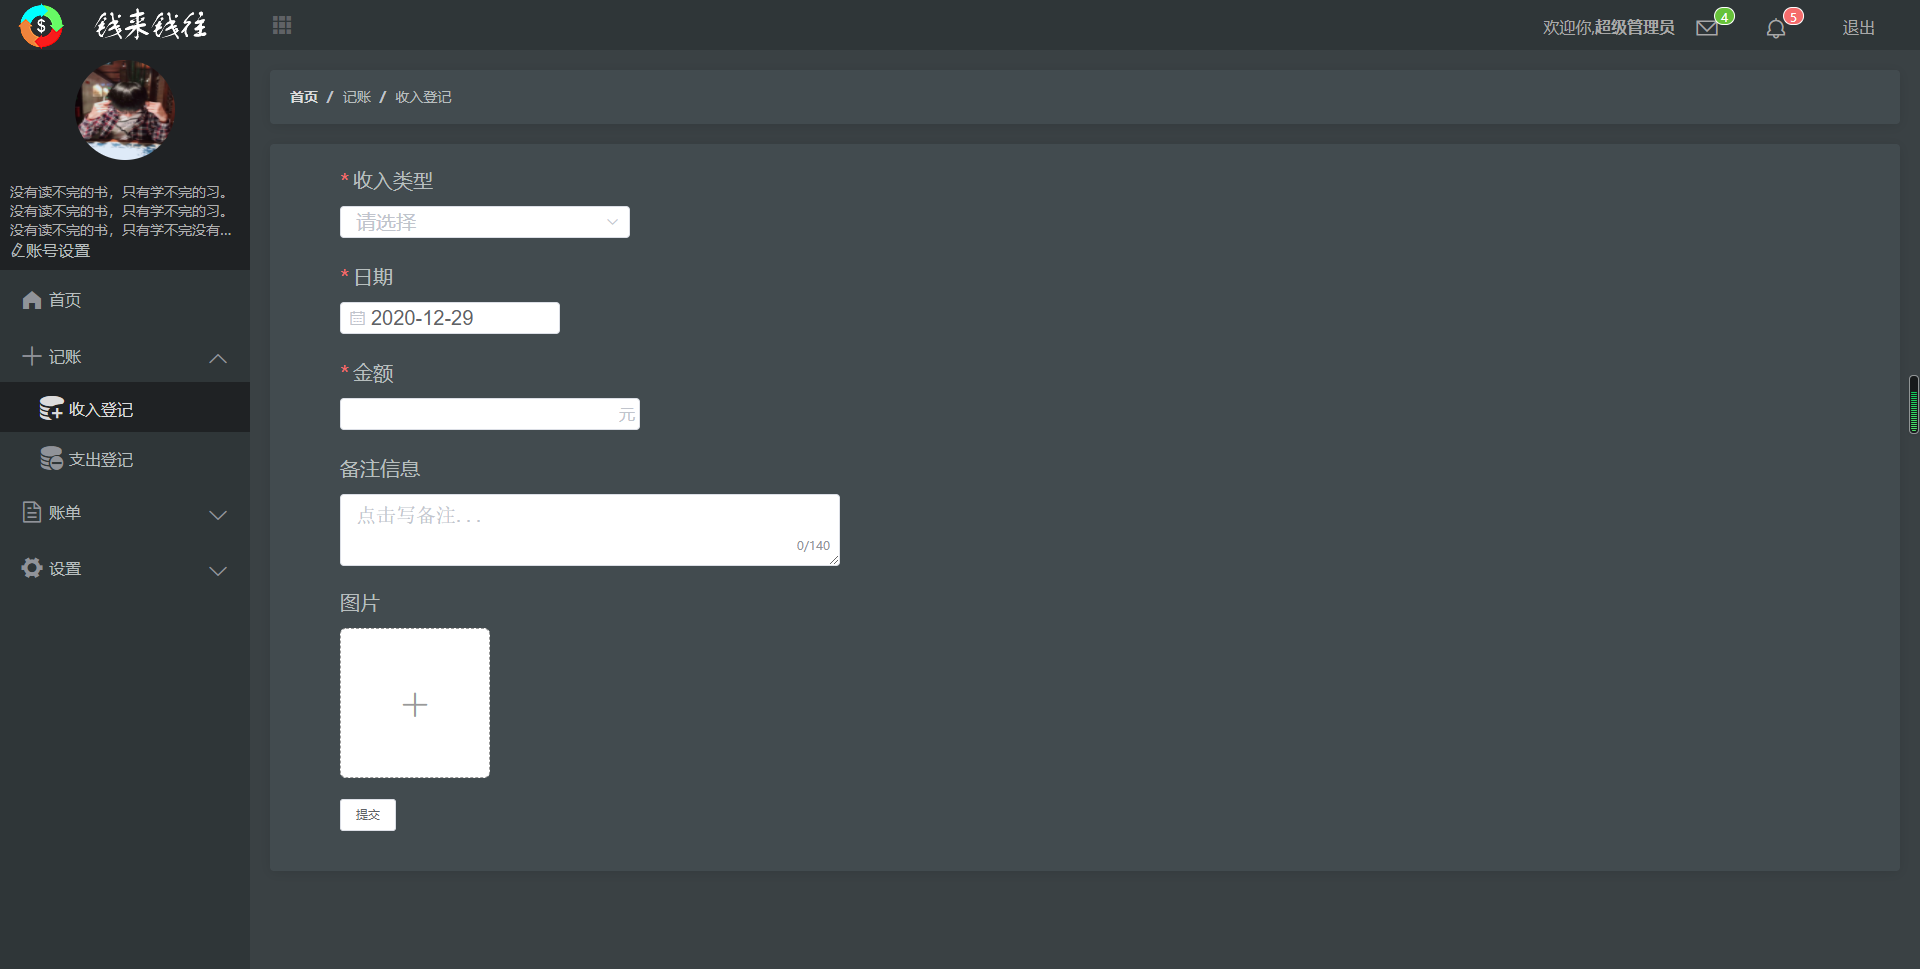 钱来钱往
欢迎你,超级管理员
4
5
退出
没有读不完的书，只有学不完的习。
没有读不完的书，只有学不完的习。
没有读不完的书，只有学不完没有...
账号设置
首页
记账
收入登记
支出登记
账单
设置
首页 / 记账 / 收入登记
* 收入类型
请选择
* 日期
2020-12-29
* 金额
元
备注信息
点击写备注...
0/140
图片
提交